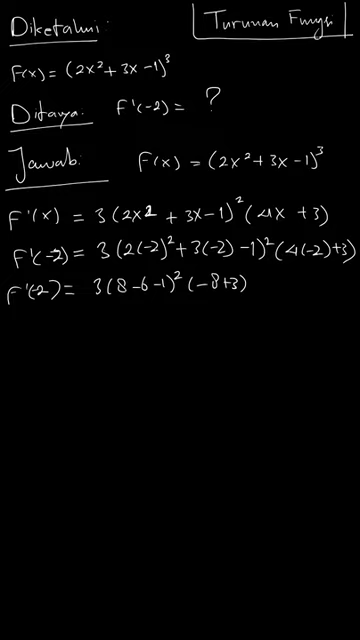 Diketahui:
Turunan Fungsi
F(x) = (2x² + 3x - 1)³
Ditanya: F'(-2) = ?
Jawab: F(x) = (2x² + 3x - 1)³
F'(x) = 3(2x2 + 3x - 1)² (4x + 3)
F'(-2) = 3(2(-2)² + 3(-2) - 1)² (4(-2) + 3)
F'(-2) = 3(8 - 6 - 1)² (-8 + 3)